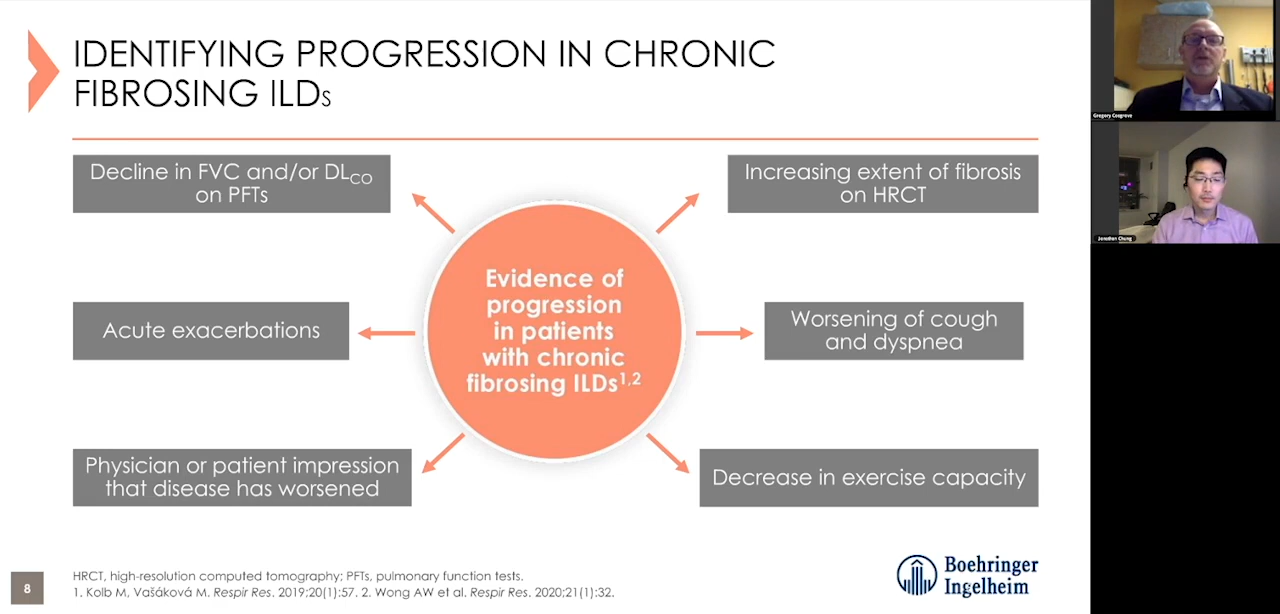 IDENTIFYING PROGRESSION IN CHRONIC
FIBROSING ILDs
Decline in FVC and/or DLCO
on PFTs
Increasing extent of fibrosis
on HRCT
Evidence of
progression
in patients
with chronic
fibrosing ILDs1,2
Acute exacerbations
Worsening of cough
and dyspnea
Physician or patient impression
that disease has worsened
Decrease in exercise capacity
HRCT, high-resolution computed tomography; PFTs, pulmonary function tests.
1. Kolb M, Vašáková M. Respir Res. 2019;20(1):57. 2. Wong AW et al. Respir Res. 2020;21(1):32.
8
Boehringer
Ingelheim
Gregory Cosgrove
Jonathan Chung